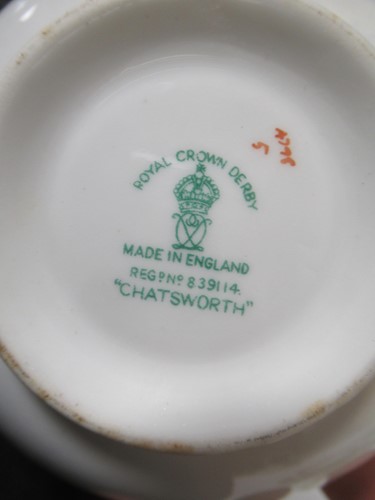 ROYAL CROWN DERBY
MADE IN ENGLAND
REGD No 839114.
"CHATSWORTH"